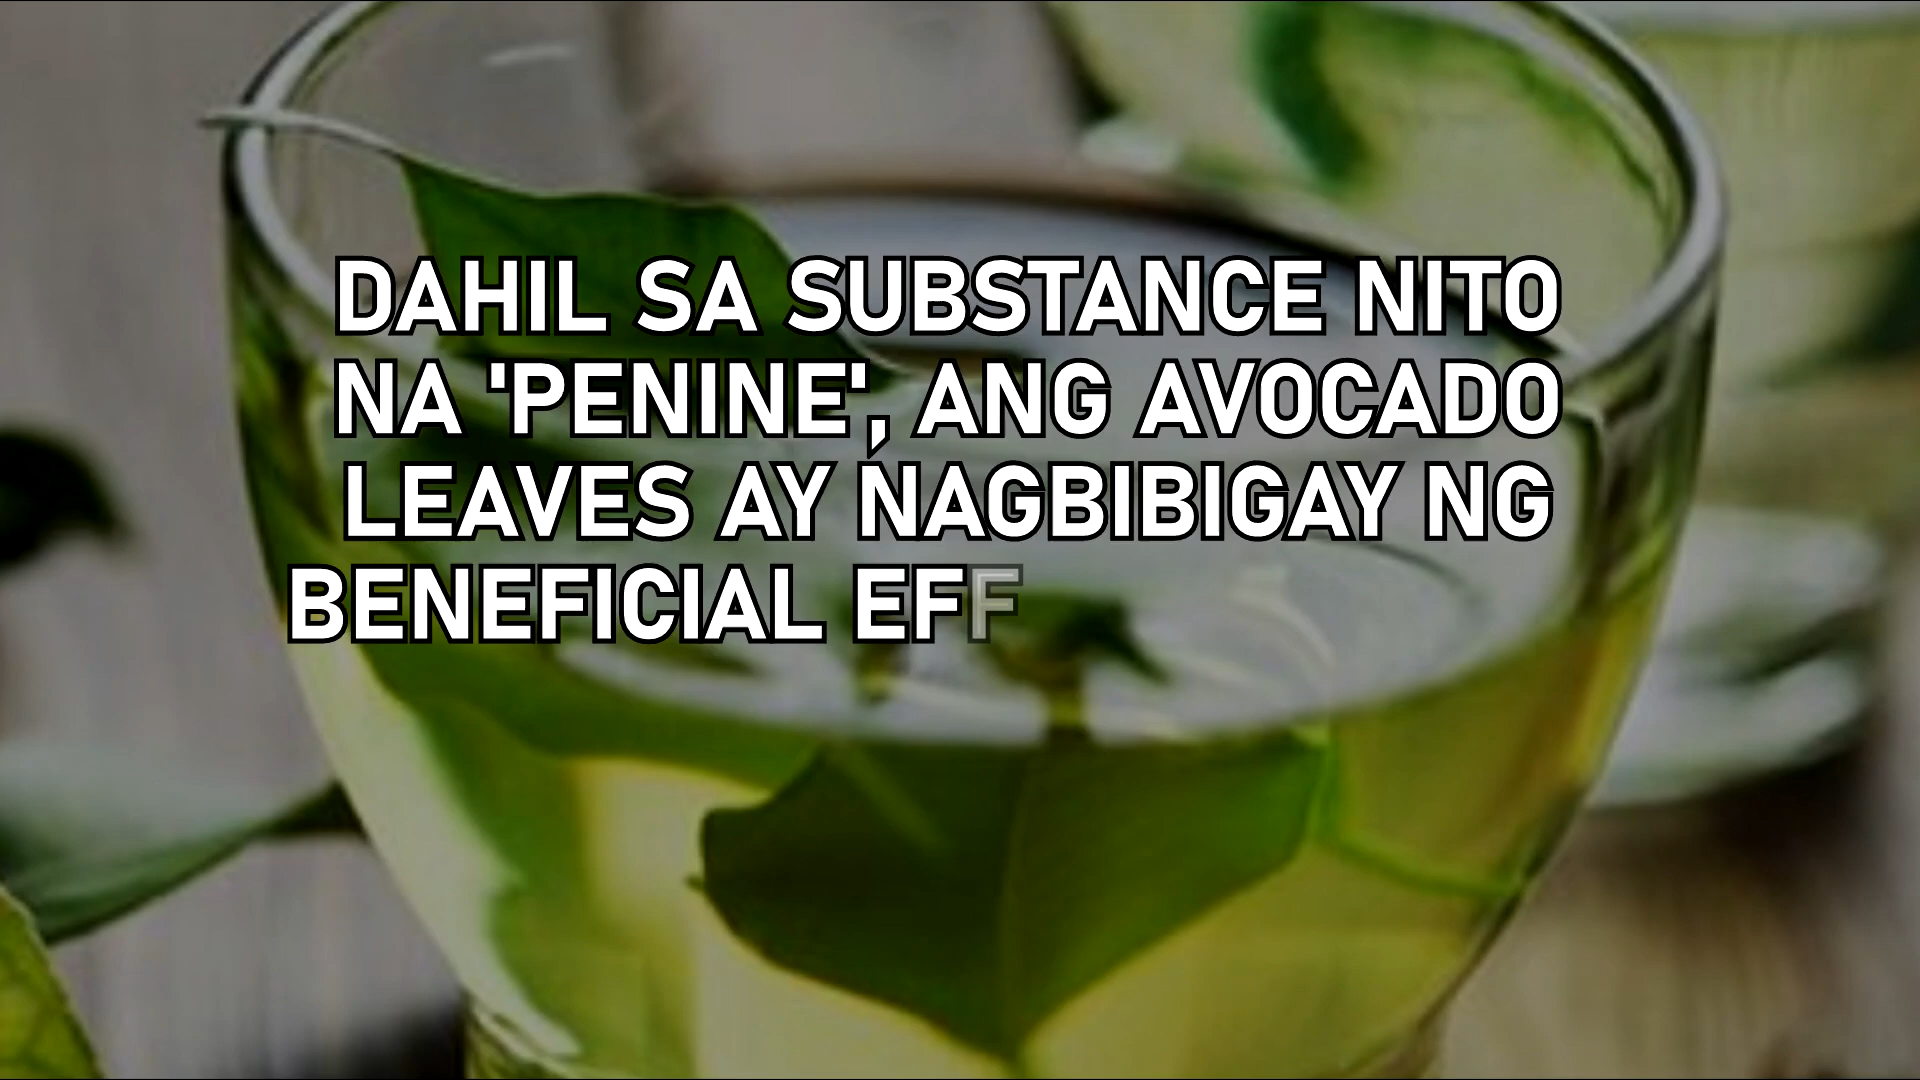 DAHIL SA SUBSTANCE NITO
NA 'PENINE', ANG AVOCADO
LEAVES AY NAGBIBIGAY NG
BENEFICIAL EFF